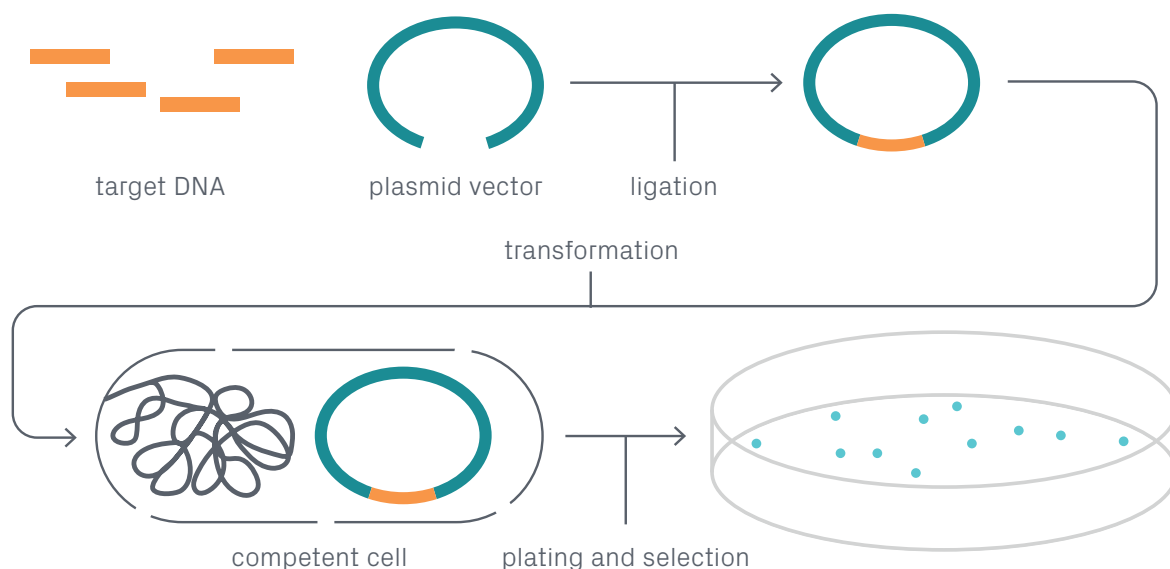 target DNA
plasmid vector
ligation
transformation
competent cell
plating and selection